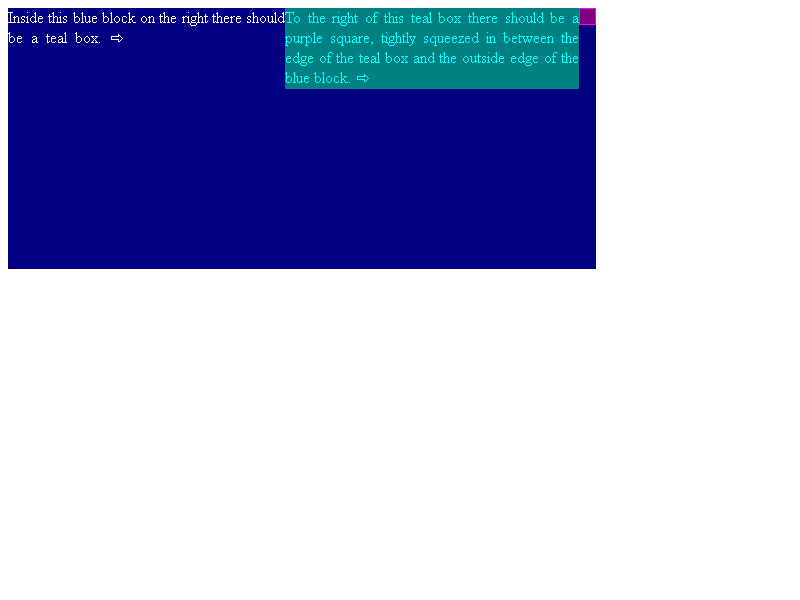 Inside this blue block on the right there should
be a teal box. ⇨
To the right of this teal box there should be a
purple square, tightly squeezed in between the
edge of the teal box and the outside edge of the
blue block. ⇨